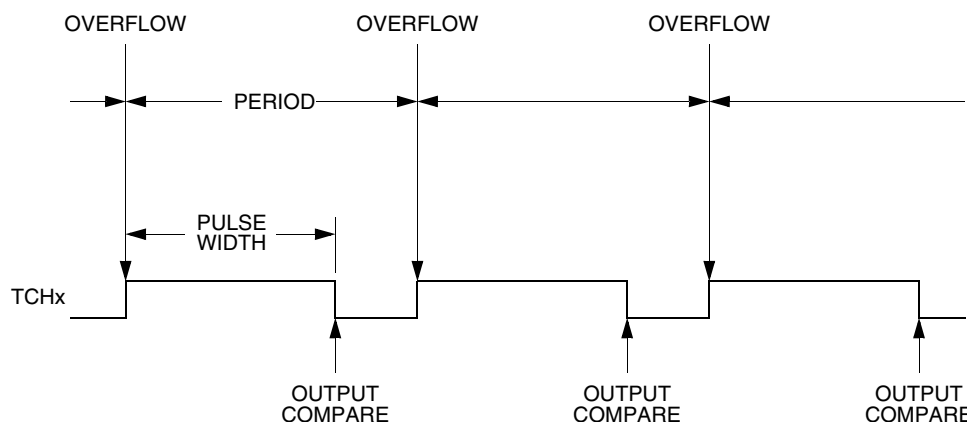 OVERFLOW
OVERFLOW
OVERFLOW
PERIOD
PULSE
WIDTH
TCHx
OUTPUT
COMPARE
OUTPUT
COMPARE
OUTPUT
COMPARE